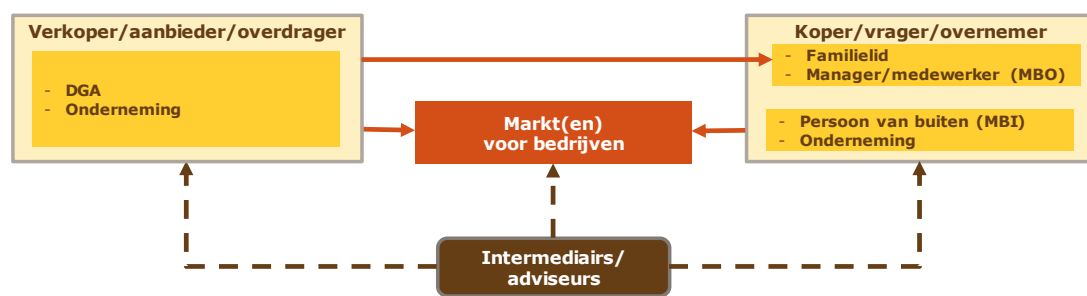 Verkoper/aanbieder/overdrager
- DGA
- Onderneming
Markt(en)
voor bedrijven
Koper/vrager/overnemer
- Familielid
- Manager/medewerker (MBO)
- Persoon van buiten (MBI)
- Onderneming
Intermediairs/
adviseurs